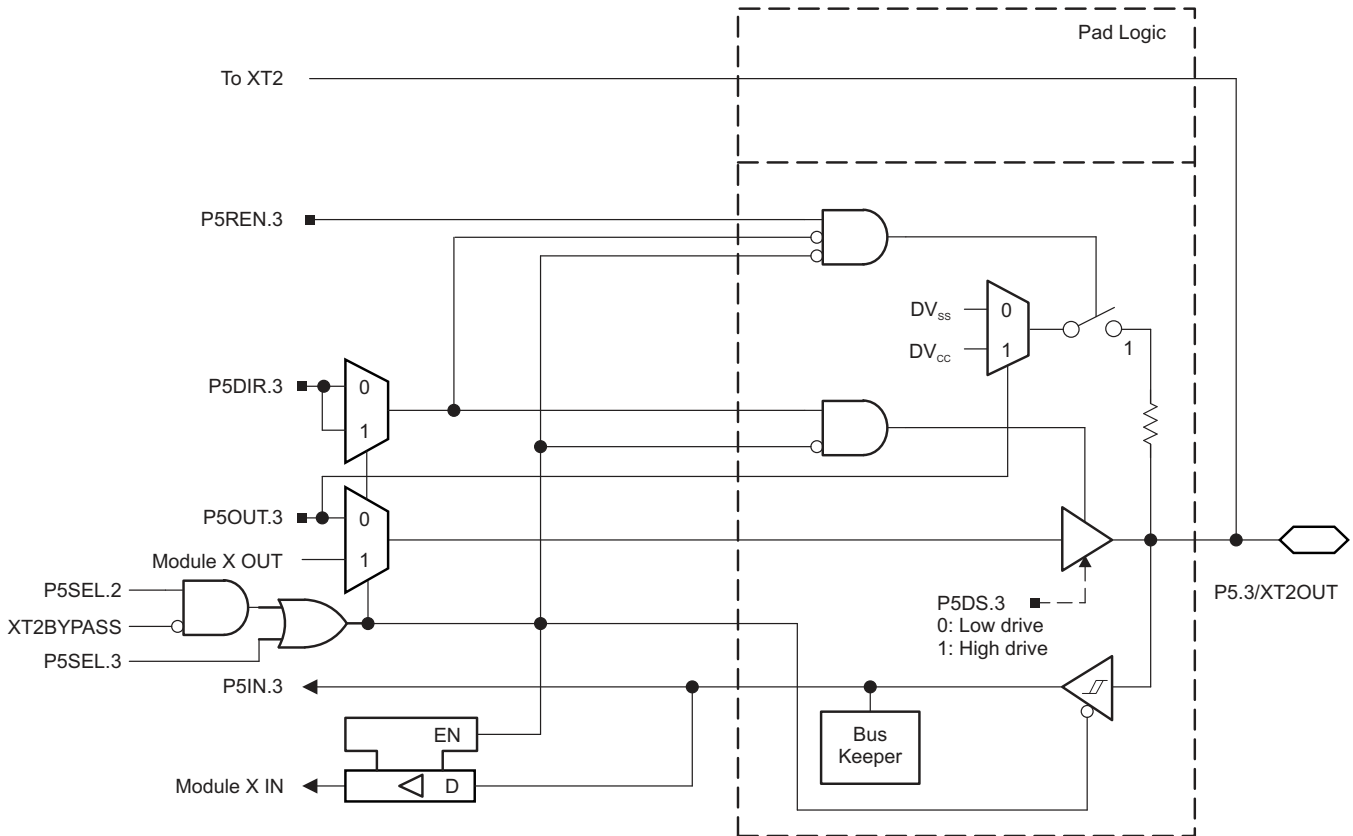 Pad Logic
To XT2
P5REN.3
DVSS
0
DVCC
1
1
P5DIR.3
0
1
P5OUT.3
0
Module X OUT
1
P5SEL.2
XT2BYPASS
P5SEL.3
P5DS.3
0: Low drive
1: High drive
P5.3/XT2OUT
P5IN.3
Bus
Keeper
EN
Module X IN
D